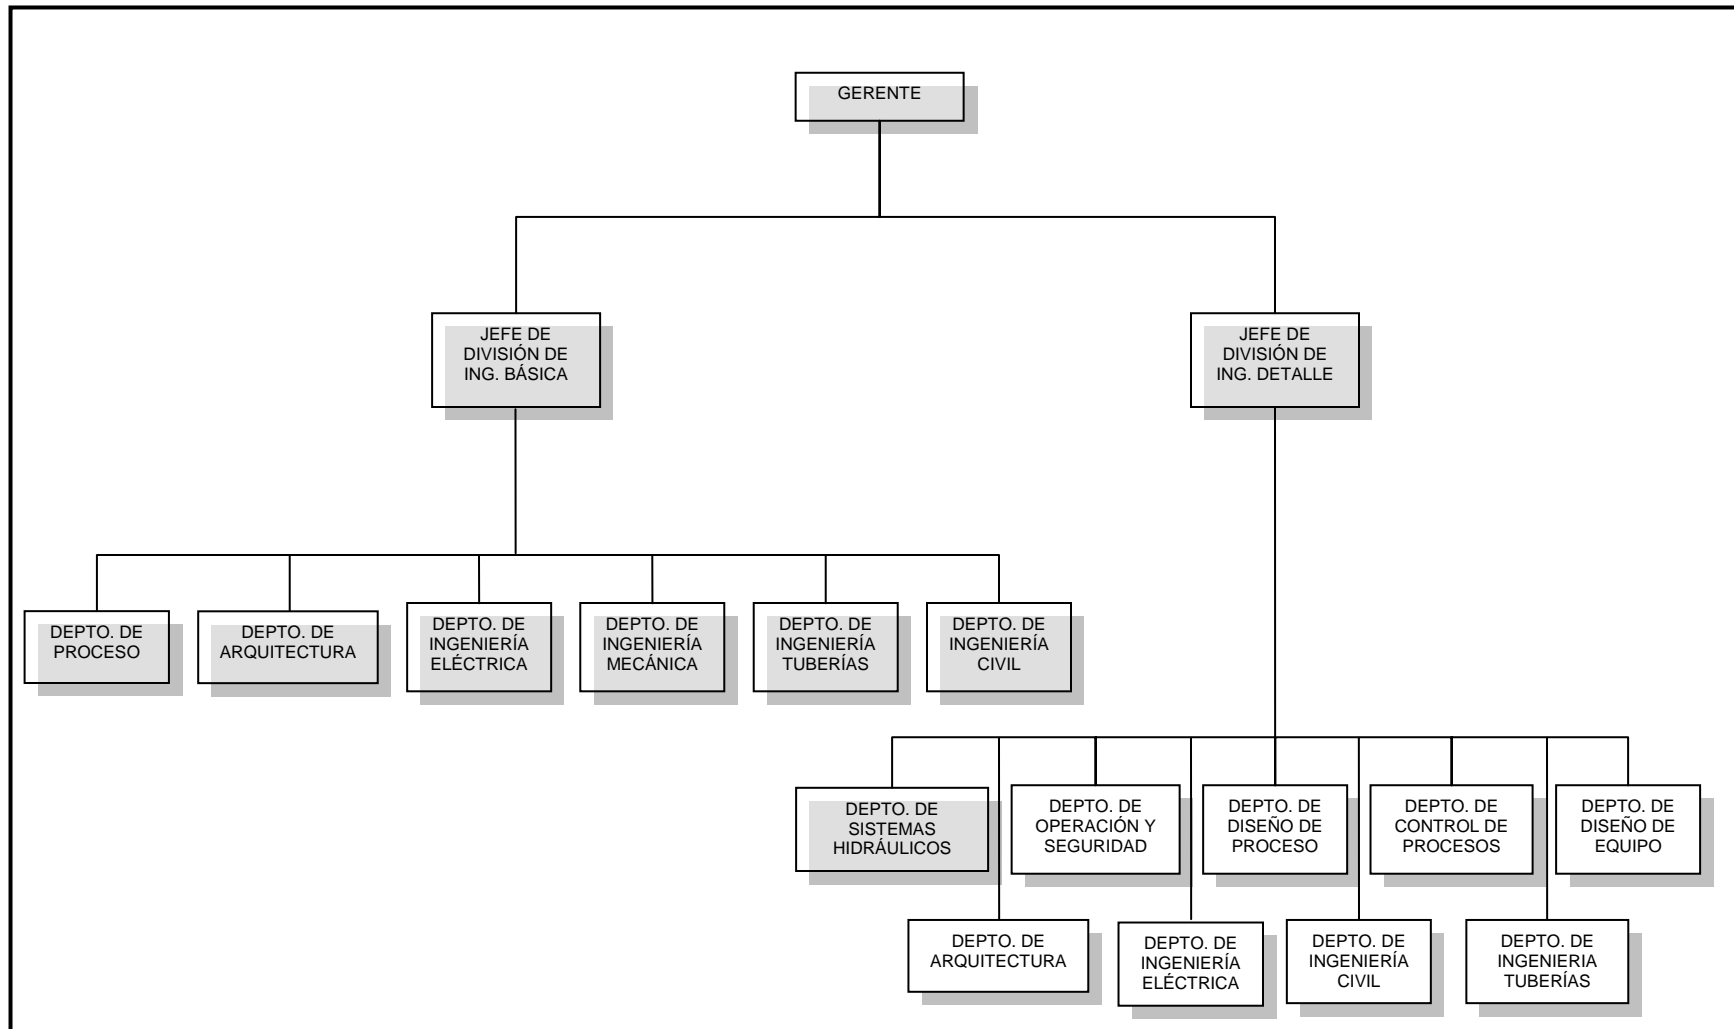 GERENTE
JEFE DE
DIVISIÓN DE
ING. BÁSICA
JEFE DE
DIVISIÓN DE
ING. DETALLE
DEPTO. DE
PROCESO
DEPTO. DE
ARQUITECTURA
DEPTO. DE
INGENIERÍA
ELÉCTRICA
DEPTO. DE
INGENIERÍA
MECÁNICA
DEPTO. DE
INGENIERÍA
TUBERÍAS
DEPTO. DE
INGENIERÍA
CIVIL
DEPTO. DE
SISTEMAS
HIDRÁULICOS
DEPTO. DE
OPERACIÓN Y
SEGURIDAD
DEPTO. DE
DISEÑO DE
PROCESO
DEPTO. DE
CONTROL DE
PROCESOS
DEPTO. DE
DISEÑO DE
EQUIPO
DEPTO. DE
ARQUITECTURA
DEPTO. DE
INGENIERÍA
ELÉCTRICA
DEPTO. DE
INGENIERÍA
CIVIL
DEPTO. DE
INGENIERIA
TUBERÍAS